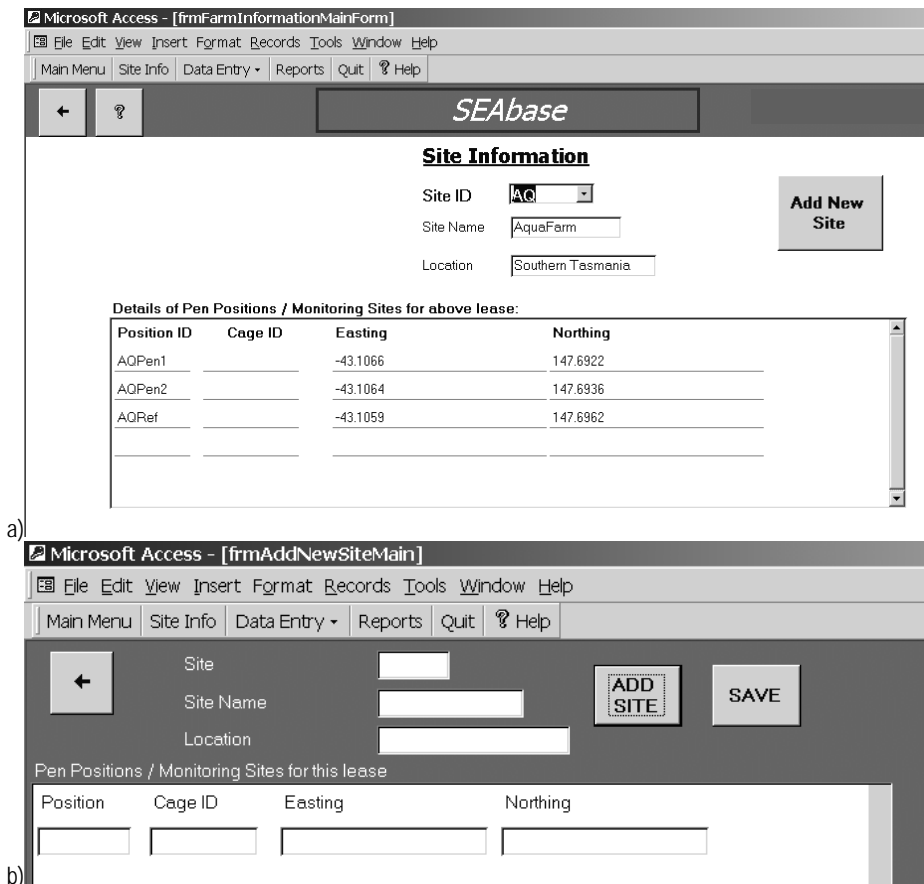 Microsoft Access - [frmFarmInformationMainForm]
File Edit View Insert Format Records Tools Window Help
Main Menu Site Info Data Entry Reports Quit ? Help
?
SEAbase
Site Information
Site ID AQ
Add New
Site
Site Name AquaFarm
Location Southern Tasmania
Details of Pen Positions / Monitoring Sites for above lease:
Position ID Cage ID Easting Northing
AQPen1 -43.1066 147.6922
AQPen2 -43.1064 147.6936
AQRef -43.1059 147.6962
a)
Microsoft Access - [frmAddNewSiteMain]
File Edit View Insert Format Records Tools Window Help
Main Menu Site Info Data Entry Reports Quit ? Help
Site
ADD
SITE
SAVE
Site Name
Location
Pen Positions / Monitoring Sites for this lease
Position Cage ID Easting Northing
b)